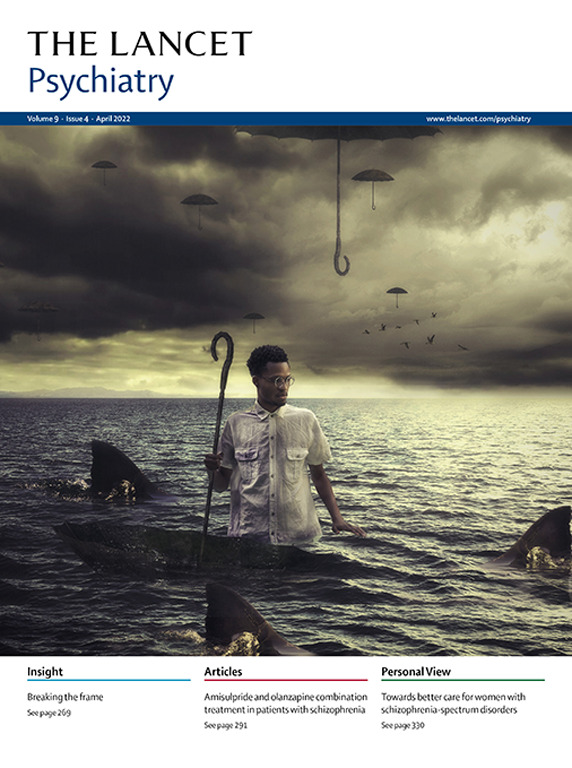 THE LANCET
Psychiatry
Volume 9 · Issue 4 · April 2022
www.thelancet.com/psychiatry
Insight
Breaking the frame
See page 269
Articles
Amisulpride and olanzapine combination
treatment in patients with schizophrenia
See page 291
Personal View
Towards better care for women with
schizophrenia-spectrum disorders
See page 330